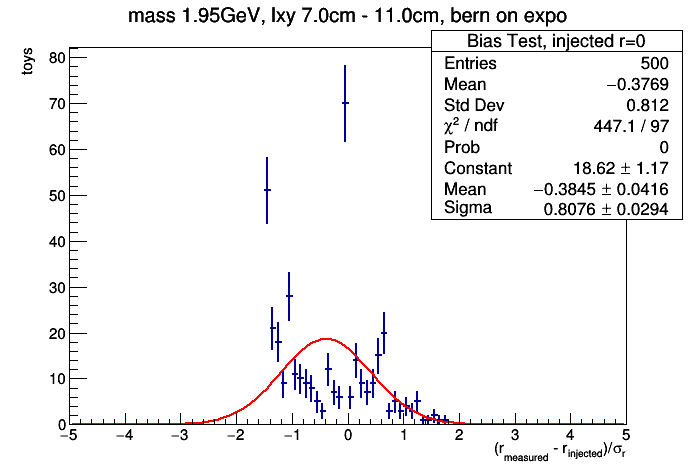 mass 1.95GeV, lxy 7.0cm - 11.0cm, bern on expo
toys
Bias Test, injected r=0
Entries 500
Mean −0.3769
Std Dev 0.812
χ² / ndf 447.1 / 97
Prob 0
Constant 18.62 ± 1.17
Mean −0.3845 ± 0.0416
Sigma 0.8076 ± 0.0294
80
70
60
50
40
30
20
10
0
−5 −4 −3 −2 −1 0 1 2 3 4 5
(r_measured - r_injected)/σ_r